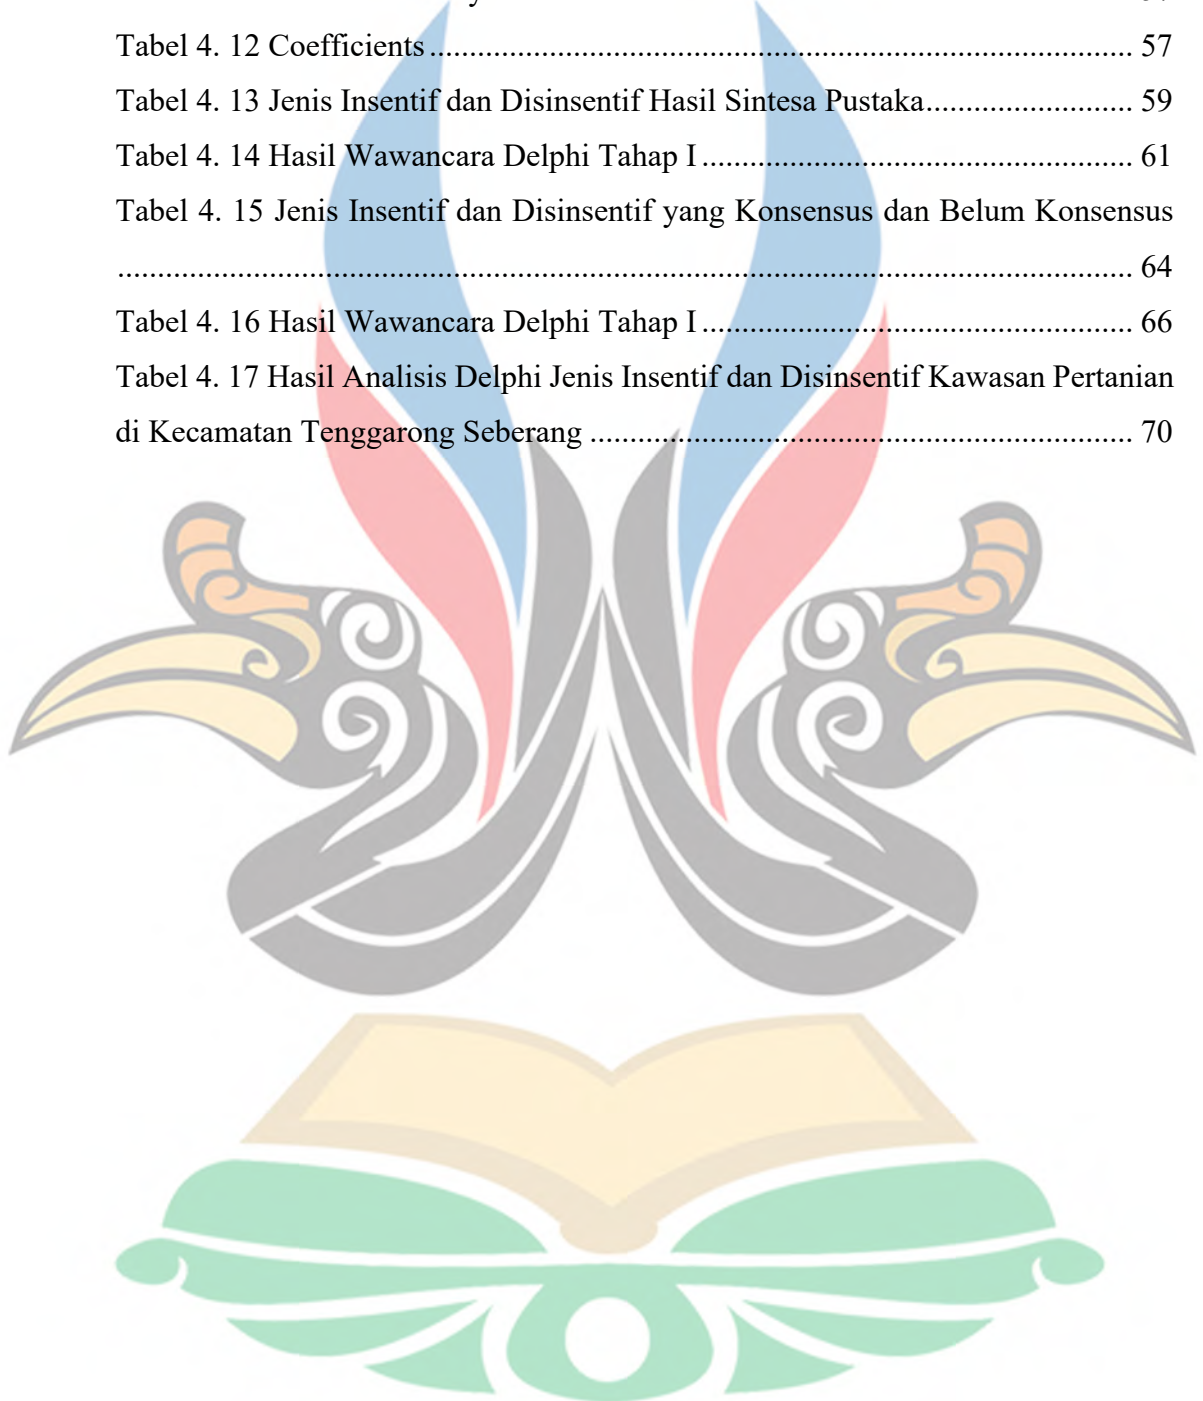 Tabel 4. 12 Coefficients ........................................................................................ 57
Tabel 4. 13 Jenis Insentif dan Disinsentif Hasil Sintesa Pustaka.......................... 59
Tabel 4. 14 Hasil Wawancara Delphi Tahap I ...................................................... 61
Tabel 4. 15 Jenis Insentif dan Disinsentif yang Konsensus dan Belum Konsensus
............................................................................................................................... 64
Tabel 4. 16 Hasil Wawancara Delphi Tahap I ...................................................... 66
Tabel 4. 17 Hasil Analisis Delphi Jenis Insentif dan Disinsentif Kawasan Pertanian
di Kecamatan Tenggarong Seberang .................................................................... 70